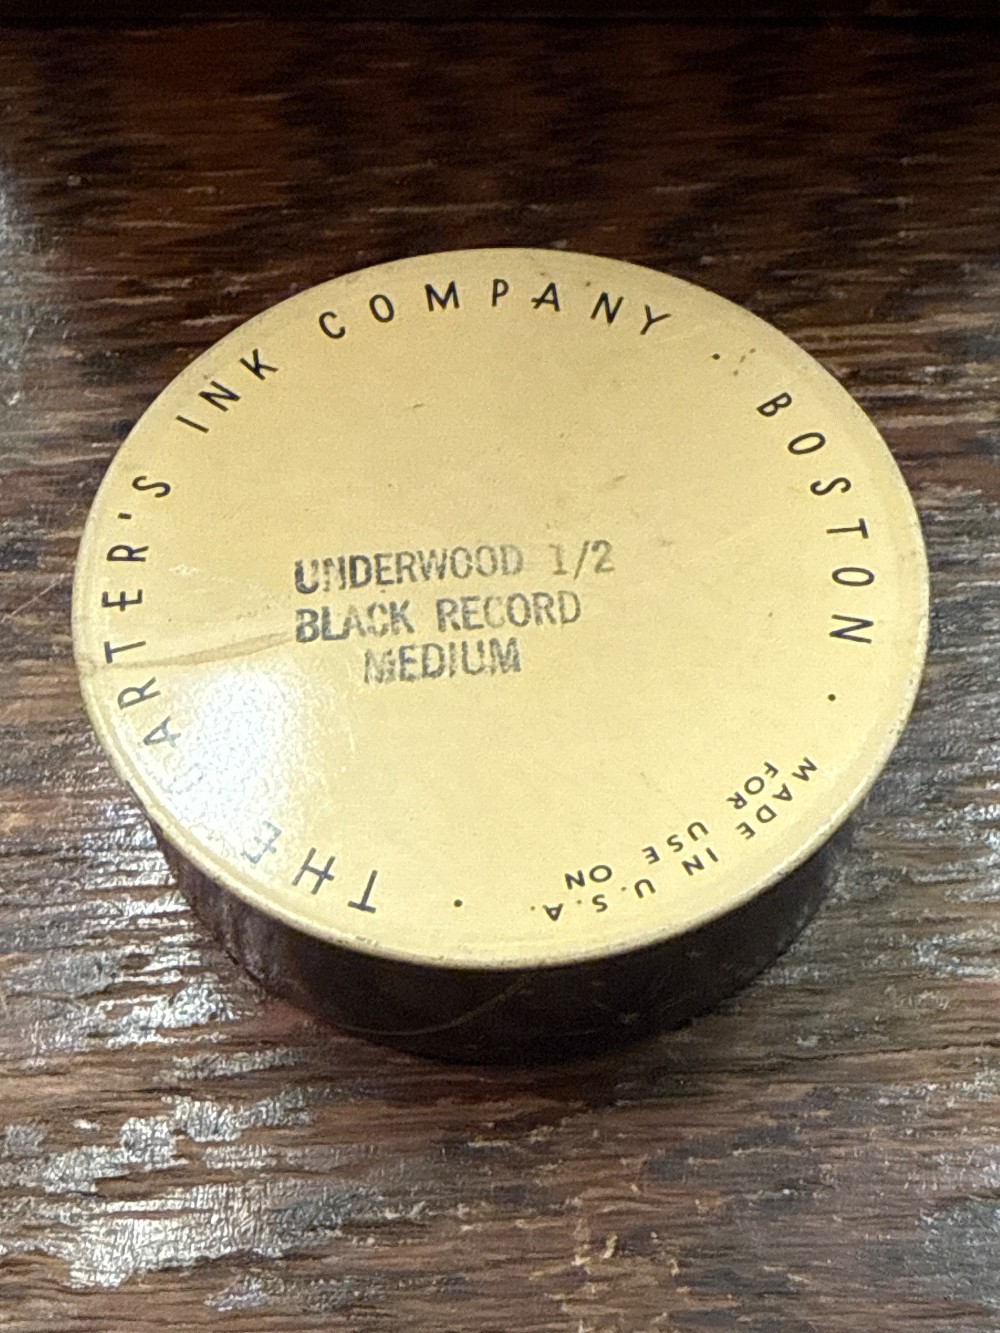 THE CARTER'S INK COMPANY · BOSTON ·
UNDERWOOD 1/2
BLACK RECORD
MEDIUM
FOR USE ON
MADE IN U.S.A. ·